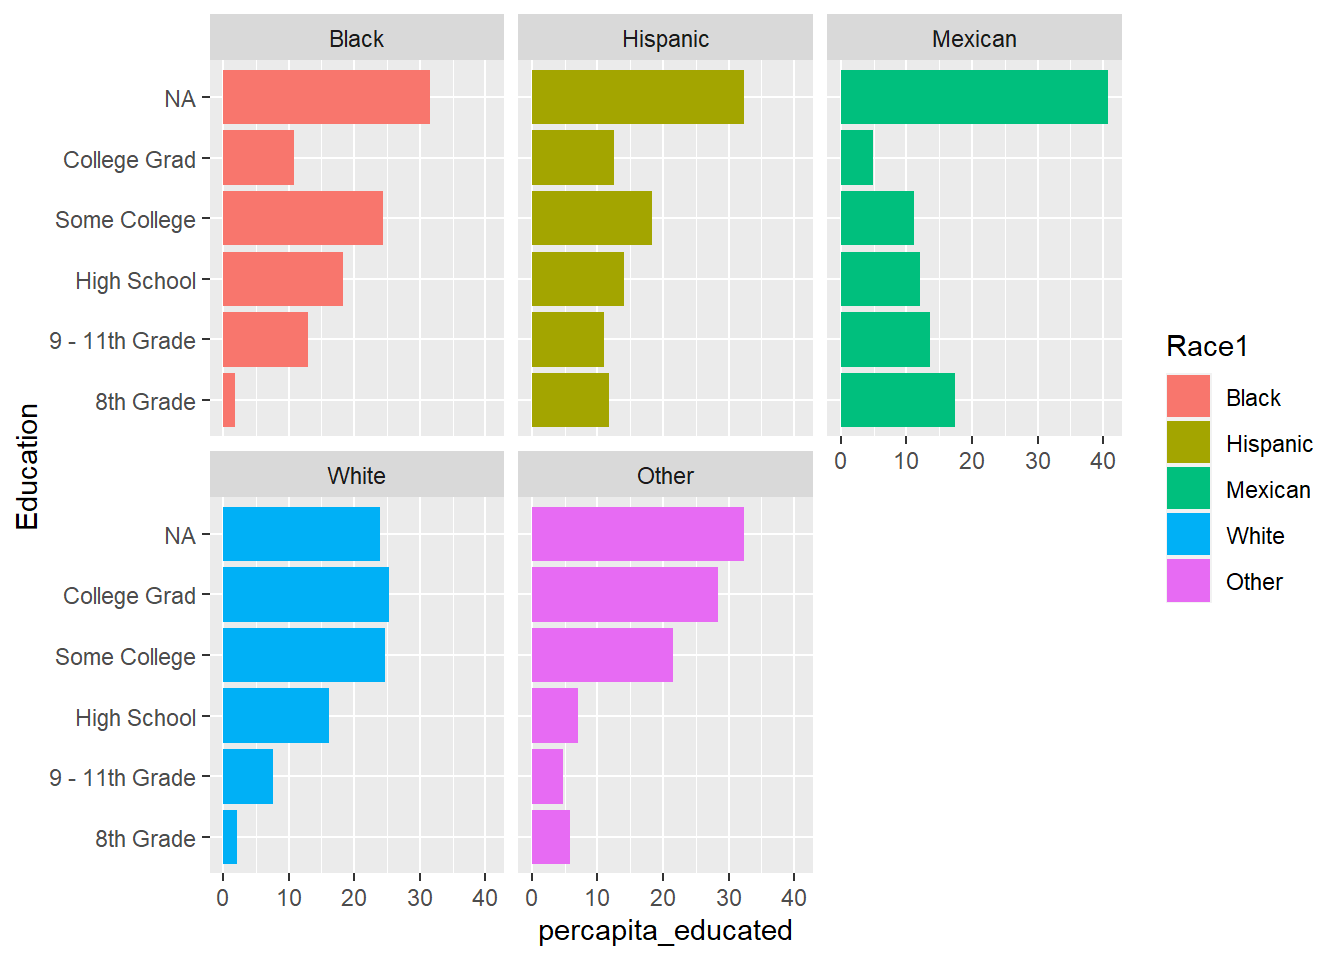 Black Hispanic Mexican
NA
College Grad
Some College
High School
9 - 11th Grade
8th Grade
0 10 20 30 40
White Other
NA
College Grad
Some College
High School
9 - 11th Grade
8th Grade
0 10 20 30 40 0 10 20 30 40
percapita_educated
Education
Race1
Black
Hispanic
Mexican
White
Other